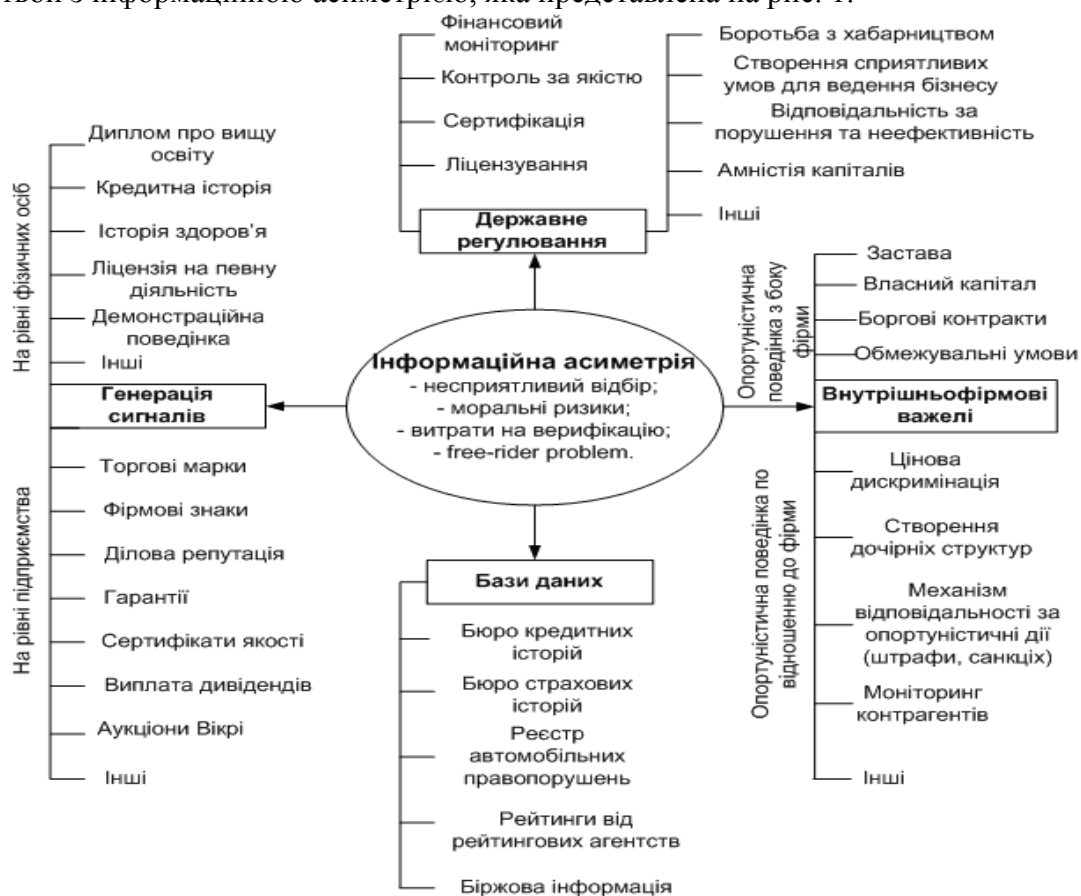 з інформаційною асиметрією, яка представлена на рис. 1.
Фінансовий
моніторинг
Контроль за якістю
Сертифікація
Ліцензування
Боротьба з хабарництвом
Створення сприятливих
умов для ведення бізнесу
Відповідальність за
порушення та неефективність
Амністія капіталів
Інші
Державне
регулювання
На рівні фізичних осіб
Диплом про вищу
освіту
Кредитна історія
Історія здоров’я
Ліцензія на певну
діяльність
Демонстраційна
поведінка
Інші
Генерація
сигналів
На рівні підприємства
Торгові марки
Фірмові знаки
Ділова репутація
Гарантії
Сертифікати якості
Виплата дивідендів
Аукціони Вікрі
Інші
Інформаційна асиметрія
- несприятливий відбір;
- моральні ризики;
- витрати на верифікацію;
- free-rider problem.
Опортуністична
поведінка з боку
фірми
Застава
Власний капітал
Боргові контракти
Обмежувальні умови
Внутрішньофірмові
важелі
Опортуністична поведінка по
відношенню до фірми
Цінова
дискримінація
Створення
дочірніх структур
Механізм
відповідальності за
опортуністичні дії
(штрафи, санкціх)
Моніторинг
контрагентів
Інші
Бази даних
Бюро кредитних
історій
Бюро страхових
історій
Реєстр
автомобільних
правопорушень
Рейтинги від
рейтингових агентств
Біржова інформація